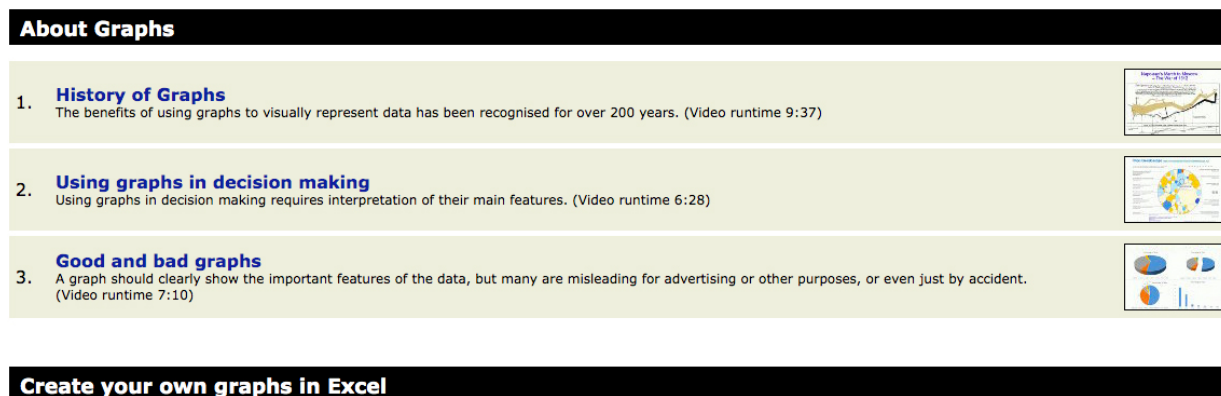 About Graphs
1.
History of Graphs
The benefits of using graphs to visually represent data has been recognised for over 200 years. (Video runtime 9:37)
2.
Using graphs in decision making
Using graphs in decision making requires interpretation of their main features. (Video runtime 6:28)
3.
Good and bad graphs
A graph should clearly show the important features of the data, but many are misleading for advertising or other purposes, or even just by accident.
(Video runtime 7:10)
Create your own graphs in Excel